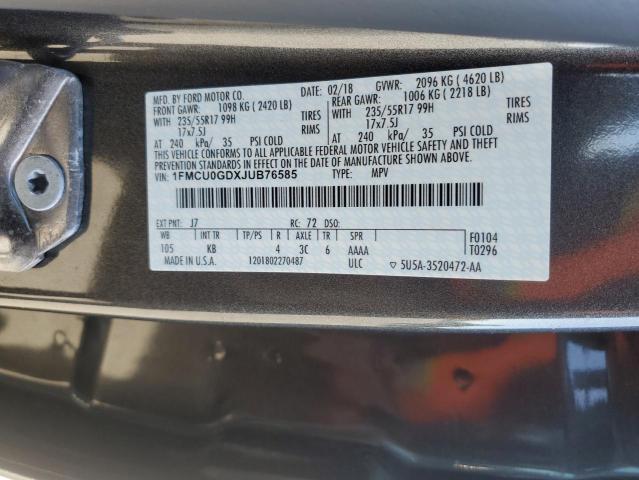 MFD. BY FORD MOTOR CO. DATE: 02/18 GVWR: 2096 KG ( 4620 LB)
FRONT GAWR: 1098 KG ( 2420 LB) REAR GAWR: 1006 KG ( 2218 LB)
WITH 235/55R17 99H TIRES WITH 235/55R17 99H TIRES
17x7.5J RIMS 17x7.5J RIMS
AT 240 kPa/ 35 PSI COLD AT 240 kPa/ 35 PSI COLD
THIS VEHICLE CONFORMS TO ALL APPLICABLE FEDERAL MOTOR VEHICLE SAFETY
AND THEFT PREVENTION STANDARDS IN EFFECT ON THE DATE OF MANUFACTURE SHOWN ABOVE.
VIN: 1FMCU0GDXJUB76585 TYPE: MPV
EXT PNT: J7 RC: 72 DSO:
WB INT TR TP/PS R AXLE TR SPR F0104
105 KB 4 3C 6 AAAA T0296
MADE IN U.S.A. 1201802270487 ULC ▽ 5U5A-3520472-AA